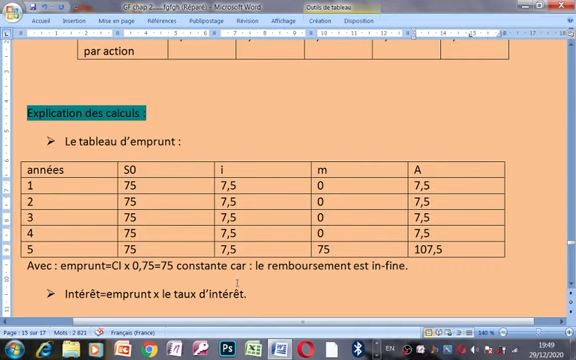 GF chap 2......fgfgh (Réparé) - Microsoft Word
Outils de tableau
Accueil Insertion Mise en page Références Publipostage Révision Affichage Création Disposition
par action
Explication des calculs :
➢ Le tableau d'emprunt :
années S0 i m A
1 75 7,5 0 7,5
2 75 7,5 0 7,5
3 75 7,5 0 7,5
4 75 7,5 0 7,5
5 75 7,5 75 107,5
Avec : emprunt=CI x 0,75=75 constante car : le remboursement est in-fine.
➢ Intérêt=emprunt x le taux d'intérêt.
Page : 15 sur 17 Mots : 2 821 Français (France) 140 %
EN 19:49
29/12/2020